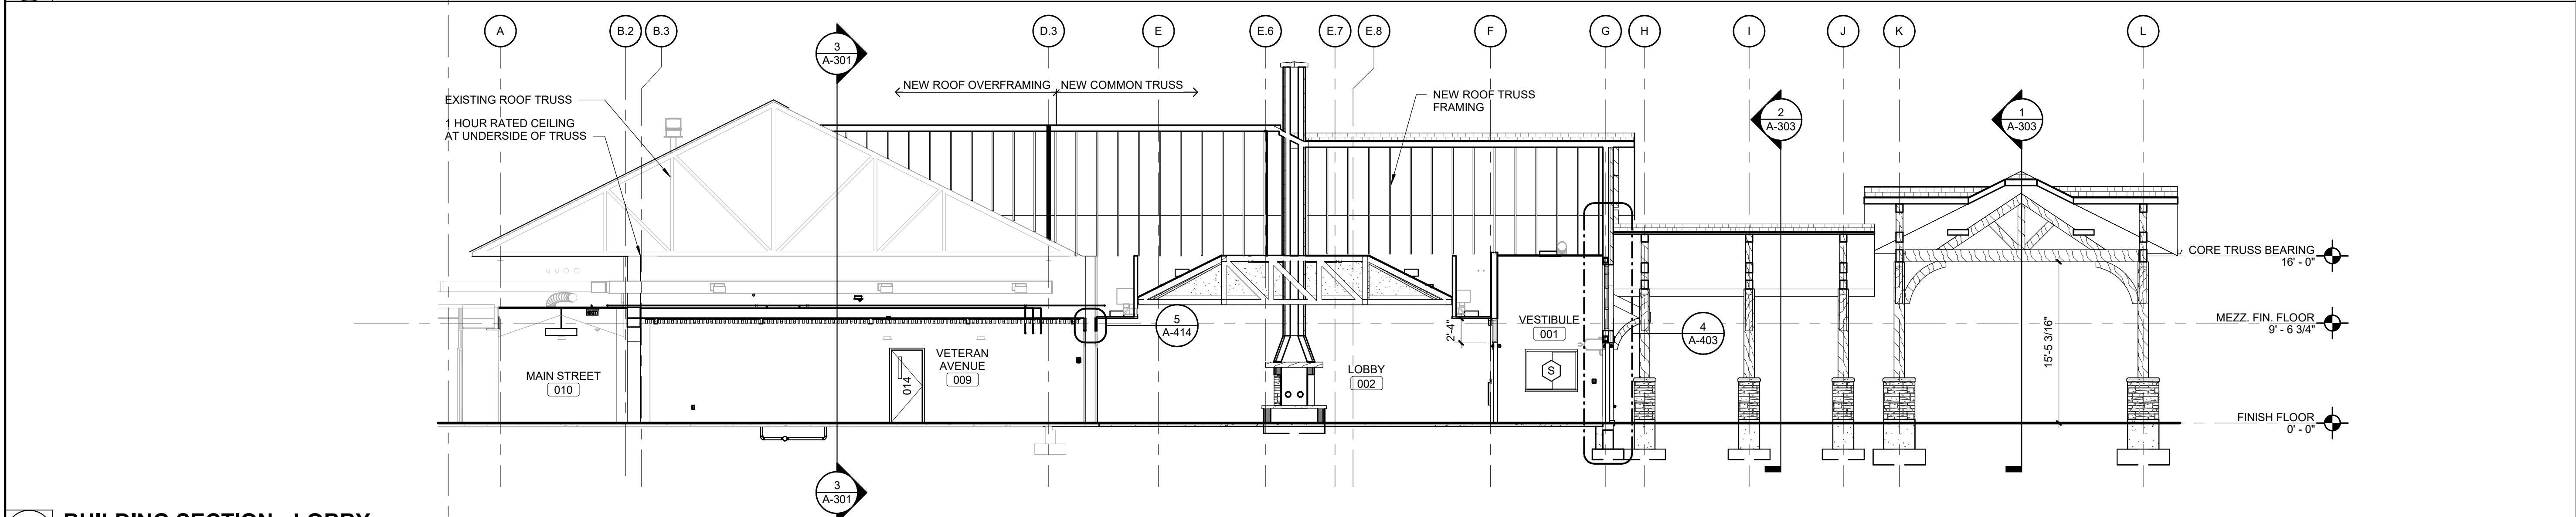 A
B.2
B.3
D.3
E
E.6
E.7
E.8
F
G
H
I
J
K
L
3
A-301
NEW ROOF OVERFRAMING
NEW COMMON TRUSS
EXISTING ROOF TRUSS
1 HOUR RATED CEILING
AT UNDERSIDE OF TRUSS
NEW ROOF TRUSS
FRAMING
2
A-303
1
A-303
CORE TRUSS BEARING
16' - 0"
MEZZ. FIN. FLOOR
9' - 6 3/4"
FINISH FLOOR
0' - 0"
5
A-414
2'-4"
VESTIBULE
001
S
4
A-403
15'-5 3/16"
MAIN STREET
010
014
VETERAN
AVENUE
009
LOBBY
002
3
A-301
BUILDING SECTION - LOBBY